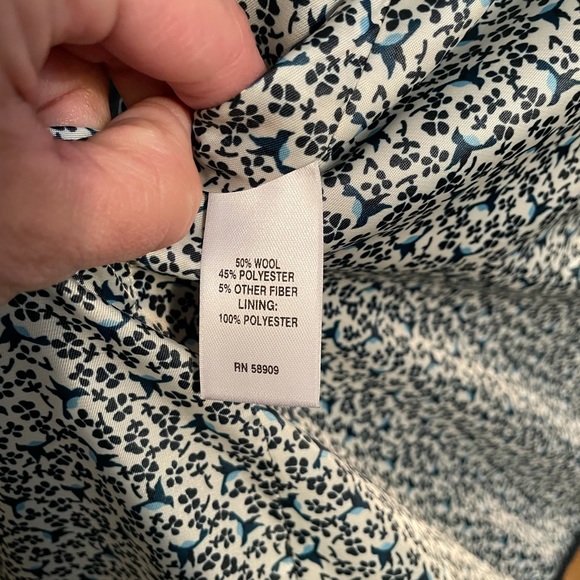 50% WOOL
45% POLYESTER
5% OTHER FIBER
LINING:
100% POLYESTER
RN 58909